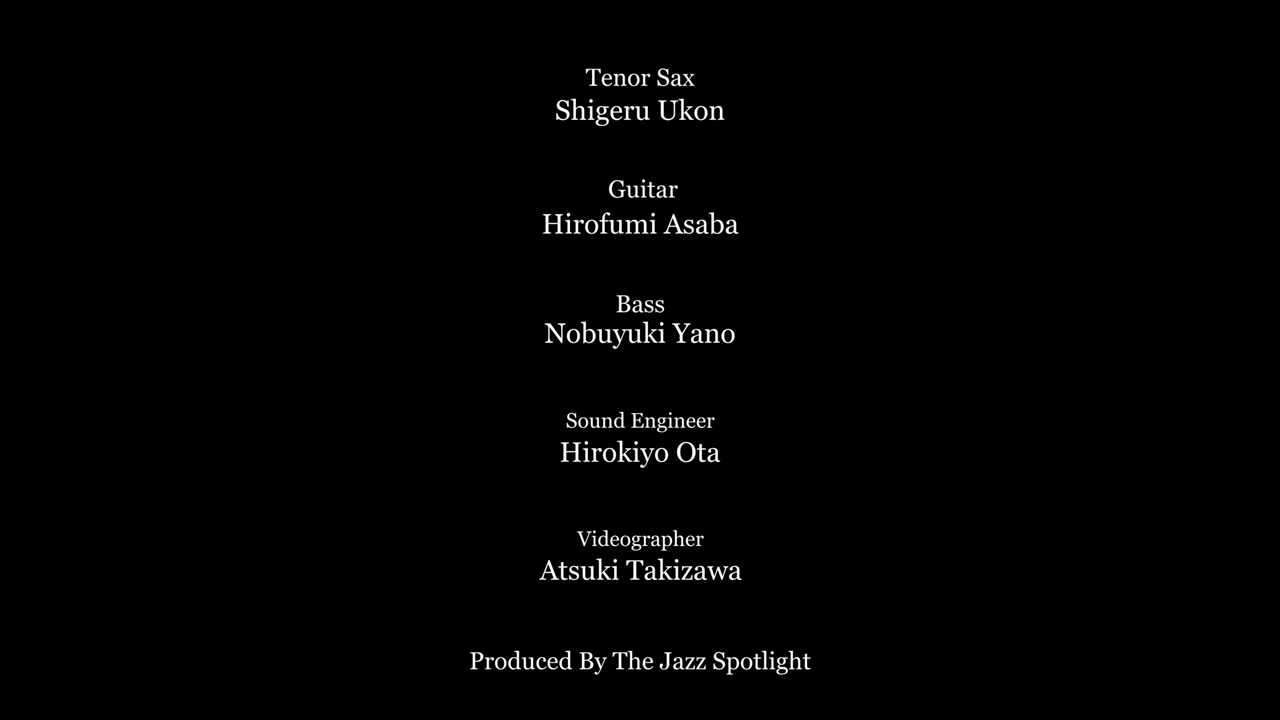 Tenor Sax
Shigeru Ukon
Guitar
Hirofumi Asaba
Bass
Nobuyuki Yano
Sound Engineer
Hirokiyo Ota
Videographer
Atsuki Takizawa
Produced By The Jazz Spotlight